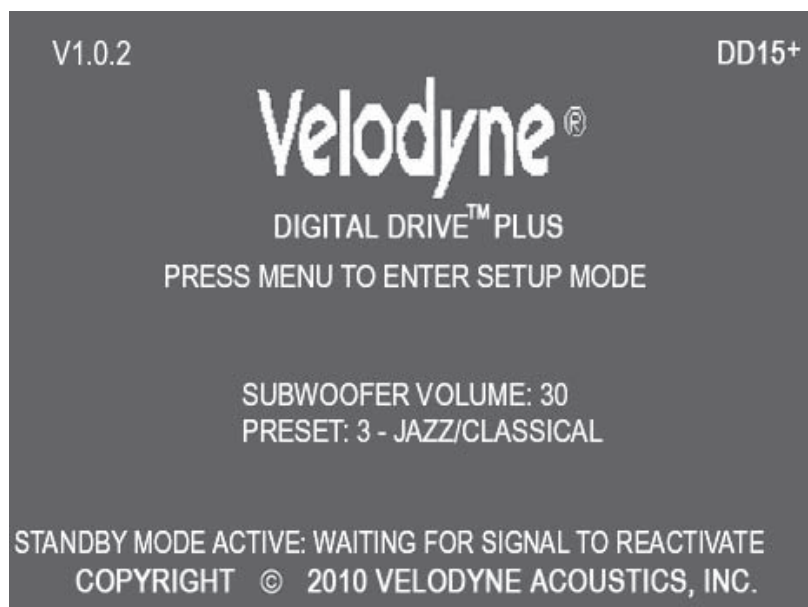 V1.0.2 DD15+
Velodyne®
DIGITAL DRIVE™ PLUS
PRESS MENU TO ENTER SETUP MODE
SUBWOOFER VOLUME: 30
PRESET: 3 - JAZZ/CLASSICAL
STANDBY MODE ACTIVE: WAITING FOR SIGNAL TO REACTIVATE
COPYRIGHT © 2010 VELODYNE ACOUSTICS, INC.